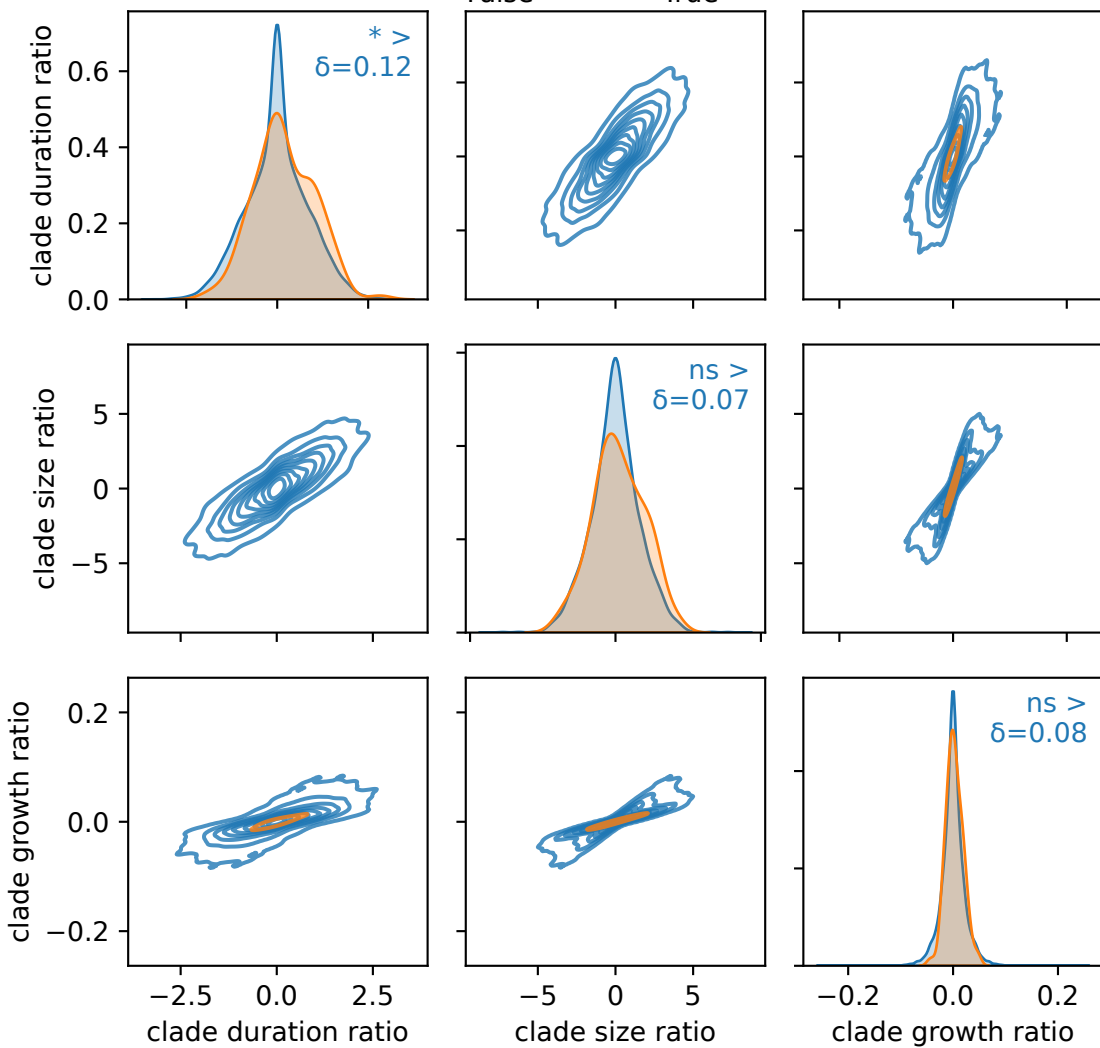 clade duration ratio
0.6
0.4
0.2
0.0
* >
δ=0.12
clade size ratio
5
0
−5
ns >
δ=0.07
clade growth ratio
0.2
0.0
−0.2
ns >
δ=0.08
−2.5 0.0 2.5
−5 0 5
−0.2 0.0 0.2
clade duration ratio
clade size ratio
clade growth ratio